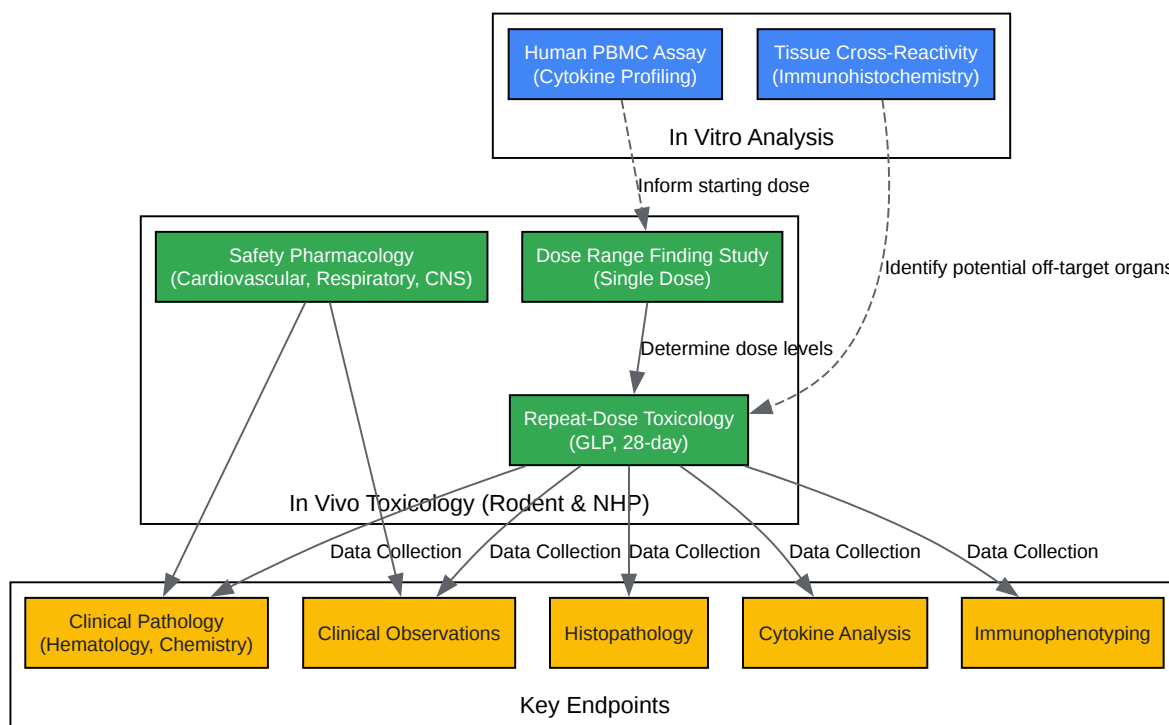 Human PBMC Assay
(Cytokine Profiling)
Tissue Cross-Reactivity
(Immunohistochemistry)
In Vitro Analysis
Inform starting dose
Safety Pharmacology
(Cardiovascular, Respiratory, CNS)
Dose Range Finding Study
(Single Dose)
Identify potential off-target organs
Determine dose levels
Repeat-Dose Toxicology
(GLP, 28-day)
In Vivo Toxicology (Rodent & NHP)
Data Collection
Data Collection
Data Collection
Data Collection
Data Collection
Clinical Pathology
(Hematology, Chemistry)
Clinical Observations
Histopathology
Cytokine Analysis
Immunophenotyping
Key Endpoints